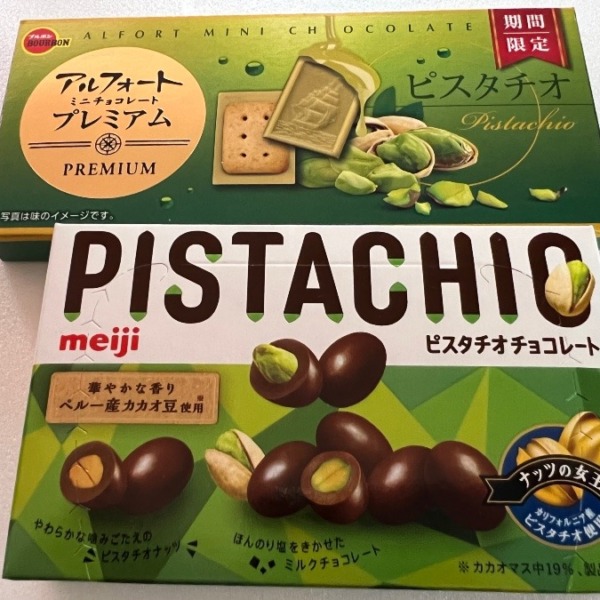 ブルボン
BOURBON
ALFORT MINI CHOCOLATE
期間
限定
アルフォート
ミニチョコレート
プレミアム
PREMIUM
ピスタチオ
Pistachio
写真は味のイメージです。
PISTACHIO
meiji
ピスタチオチョコレート
華やかな香り
ペルー産カカオ豆使用※
ナッツの女王
カリフォルニア産
ピスタチオ使用
やわらかな噛みごたえの
ピスタチオナッツ
ほんのり塩をきかせた
ミルクチョコレート
※カカオマス中19%、製品